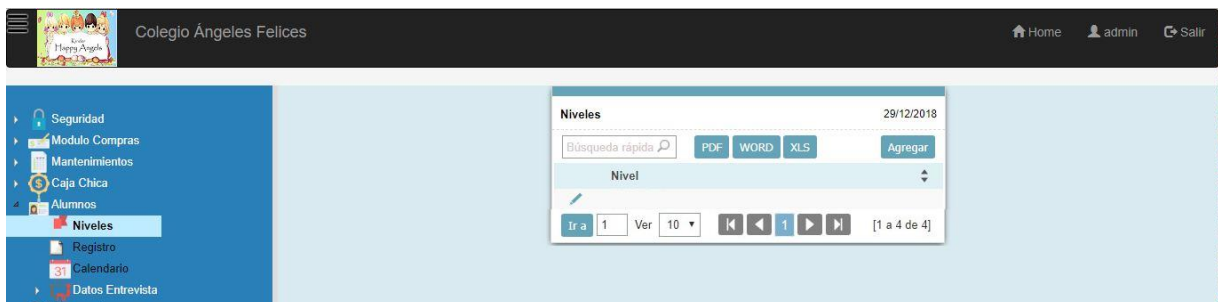 Kinder
Happy Angels
Colegio Ángeles Felices
Home
admin
Salir
Seguridad
Modulo Compras
Mantenimientos
Caja Chica
Alumnos
Niveles
Registro
31 Calendario
Datos Entrevista
Niveles 29/12/2018
Búsqueda rápida PDF WORD XLS Agregar
Nivel
Ir a 1 Ver 10 1 [1 a 4 de 4]